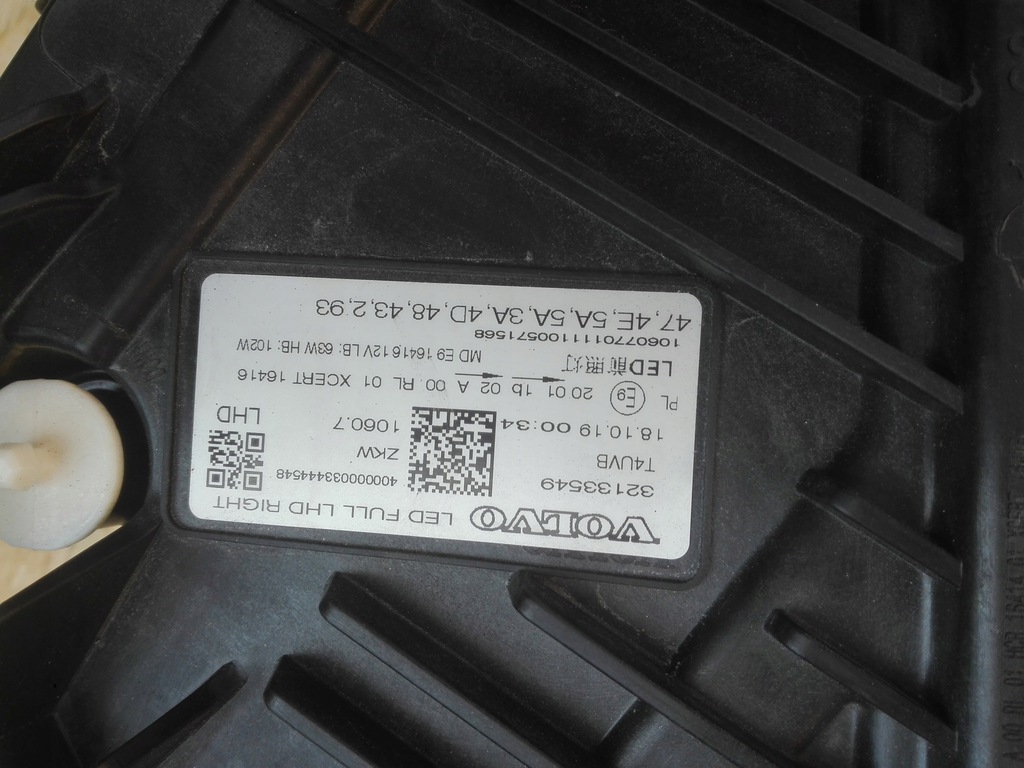 VOLVO LED FULL LHD RIGHT
32133549 4000000033444548
T4UVB ZKW
18.10.19 00:34 1060.7 LHD
PL E9 20 01 1b 02 A 00 RL 01 XCERT 16416
LED前照灯 MD E9 16416 12V LB: 63W HB: 102W
1060770111100571568
47,4E,5A,5A,3A,4D,48,43,2,93